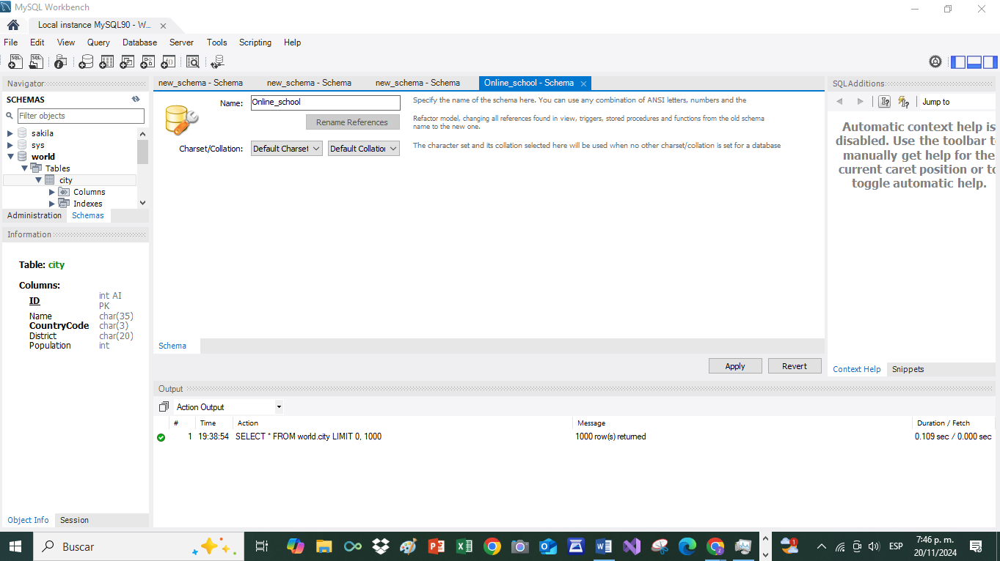 MySQL Workbench
Local instance MySQL90 - W...
File Edit View Query Database Server Tools Scripting Help
Navigator
SCHEMAS
Filter objects
sakila
sys
world
Tables
city
Columns
Indexes
Administration Schemas
Information
Table: city
Columns:
ID int AI
PK
Name char(35)
CountryCode char(3)
District char(20)
Population int
Object Info Session
new_schema - Schema new_schema - Schema new_schema - Schema Online_school - Schema
Name: Online_school Specify the name of the schema here. You can use any combination of ANSI letters, numbers and the
Rename References Refactor model, changing all references found in view, triggers, stored procedures and functions from the old schema
name to the new one.
Charset/Collation: Default Charset Default Collation The character set and its collation selected here will be used when no other charset/collation is set for a database
Schema
Apply Revert
SQLAdditions
Jump to
Automatic context help is
disabled. Use the toolbar t
manually get help for the
current caret position or to
toggle automatic help.
Context Help Snippets
Output
Action Output
# Time Action Message Duration / Fetch
1 19:38:54 SELECT * FROM world.city LIMIT 0, 1000 1000 row(s) returned 0.109 sec / 0.000 sec
Buscar
ESP
7:46 p. m.
20/11/2024